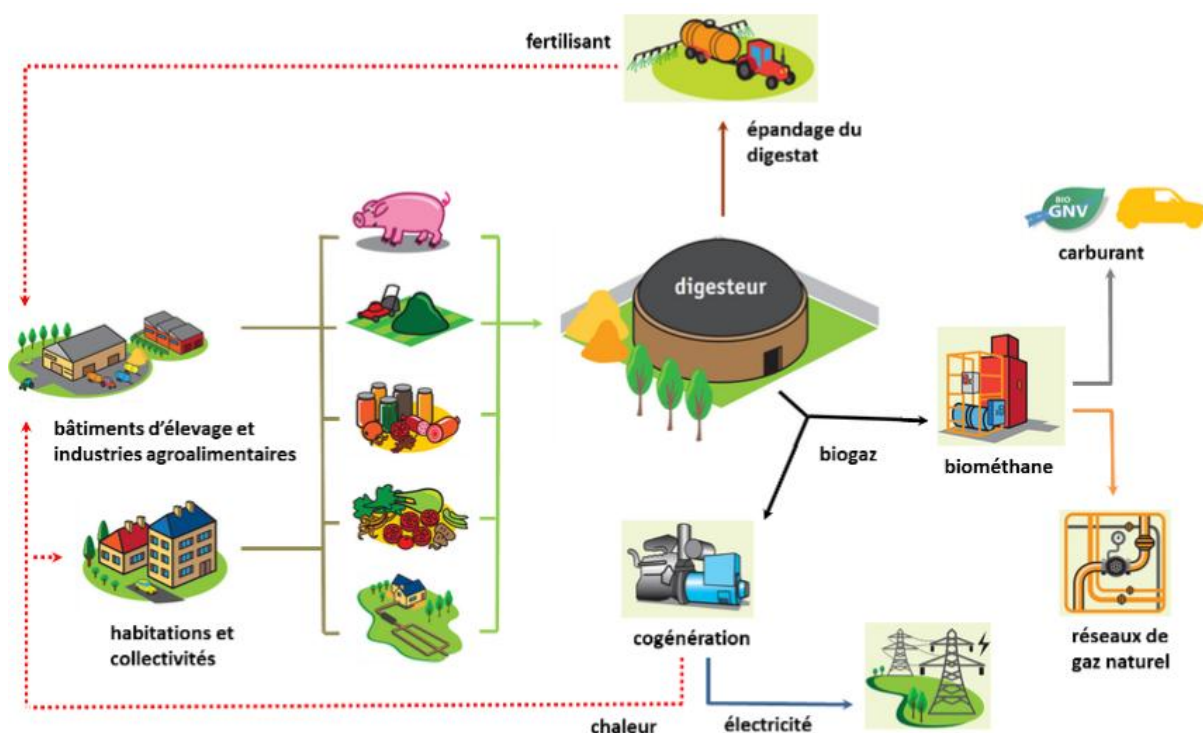 fertilisant
épandage du
digestat
BIO
GNV
carburant
digesteur
bâtiments d'élevage et
industries agroalimentaires
biogaz
biométhane
habitations et
collectivités
cogénération
réseaux de
gaz naturel
chaleur
électricité